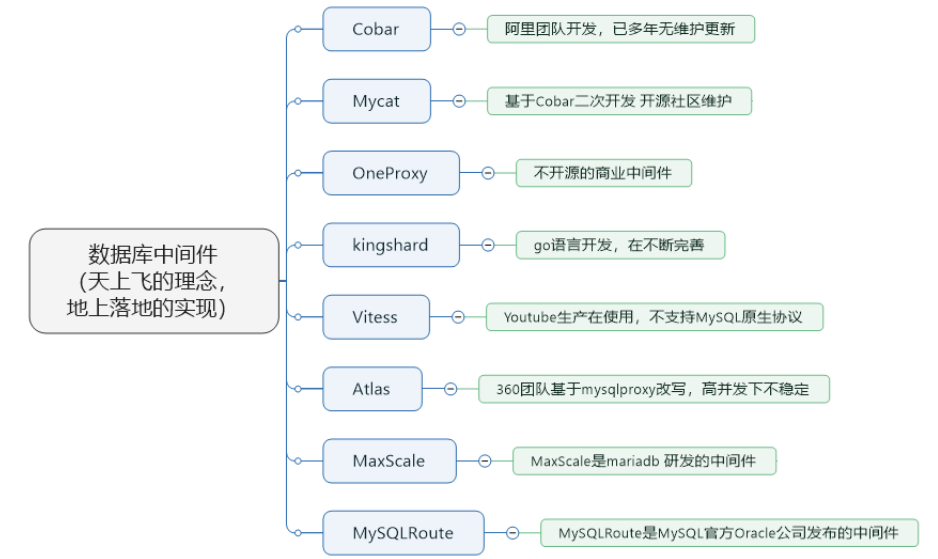 数据库中间件
（天上飞的理念，
地上落地的实现）
Cobar
阿里团队开发，已多年无维护更新
Mycat
基于Cobar二次开发 开源社区维护
OneProxy
不开源的商业中间件
kingshard
go语言开发，在不断完善
Vitess
Youtube生产在使用，不支持MySQL原生协议
Atlas
360团队基于mysqlproxy改写，高并发下不稳定
MaxScale
MaxScale是mariadb 研发的中间件
MySQLRoute
MySQLRoute是MySQL官方Oracle公司发布的中间件